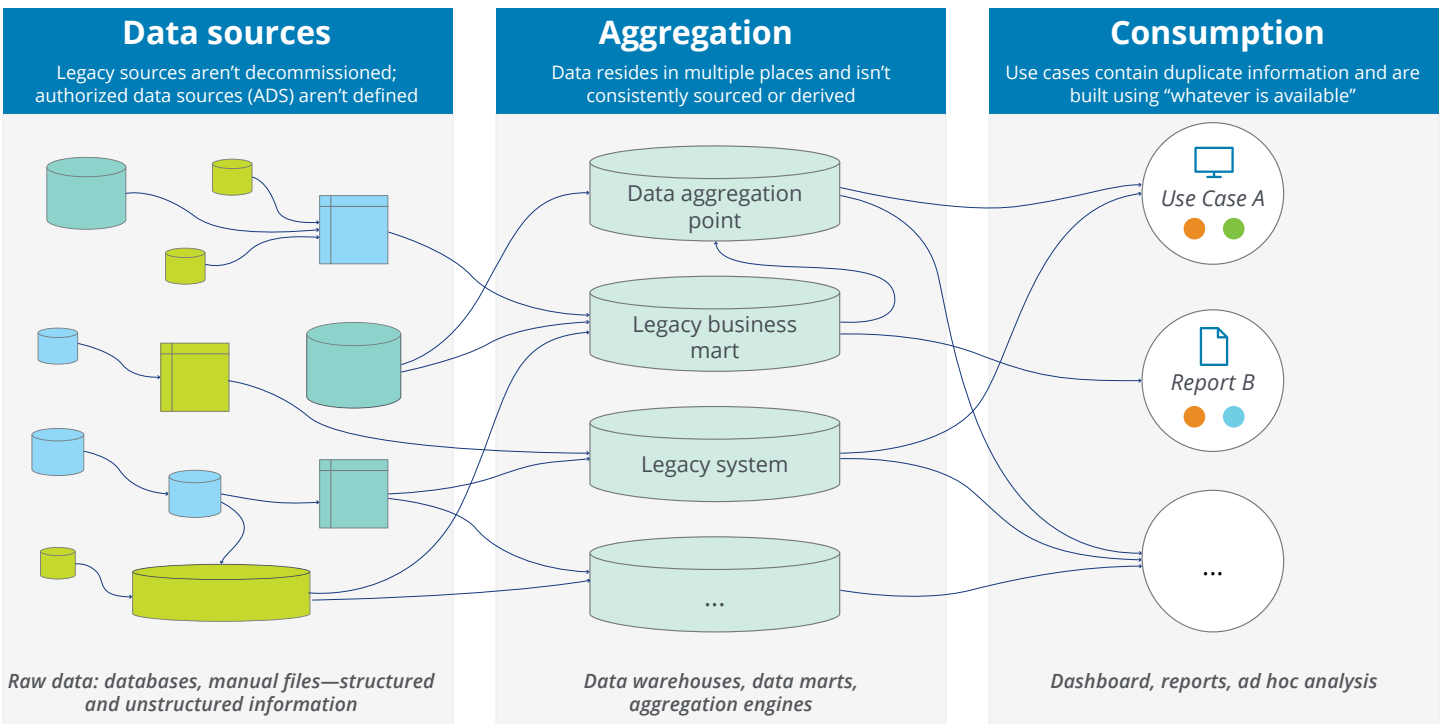 Data sources
Legacy sources aren’t decommissioned;
authorized data sources (ADS) aren’t defined
Aggregation
Data resides in multiple places and isn’t
consistently sourced or derived
Consumption
Use cases contain duplicate information and are
built using “whatever is available”
Data aggregation
point
Legacy business
mart
Legacy system
...
Use Case A
Report B
...
Raw data: databases, manual files—structured
and unstructured information
Data warehouses, data marts,
aggregation engines
Dashboard, reports, ad hoc analysis